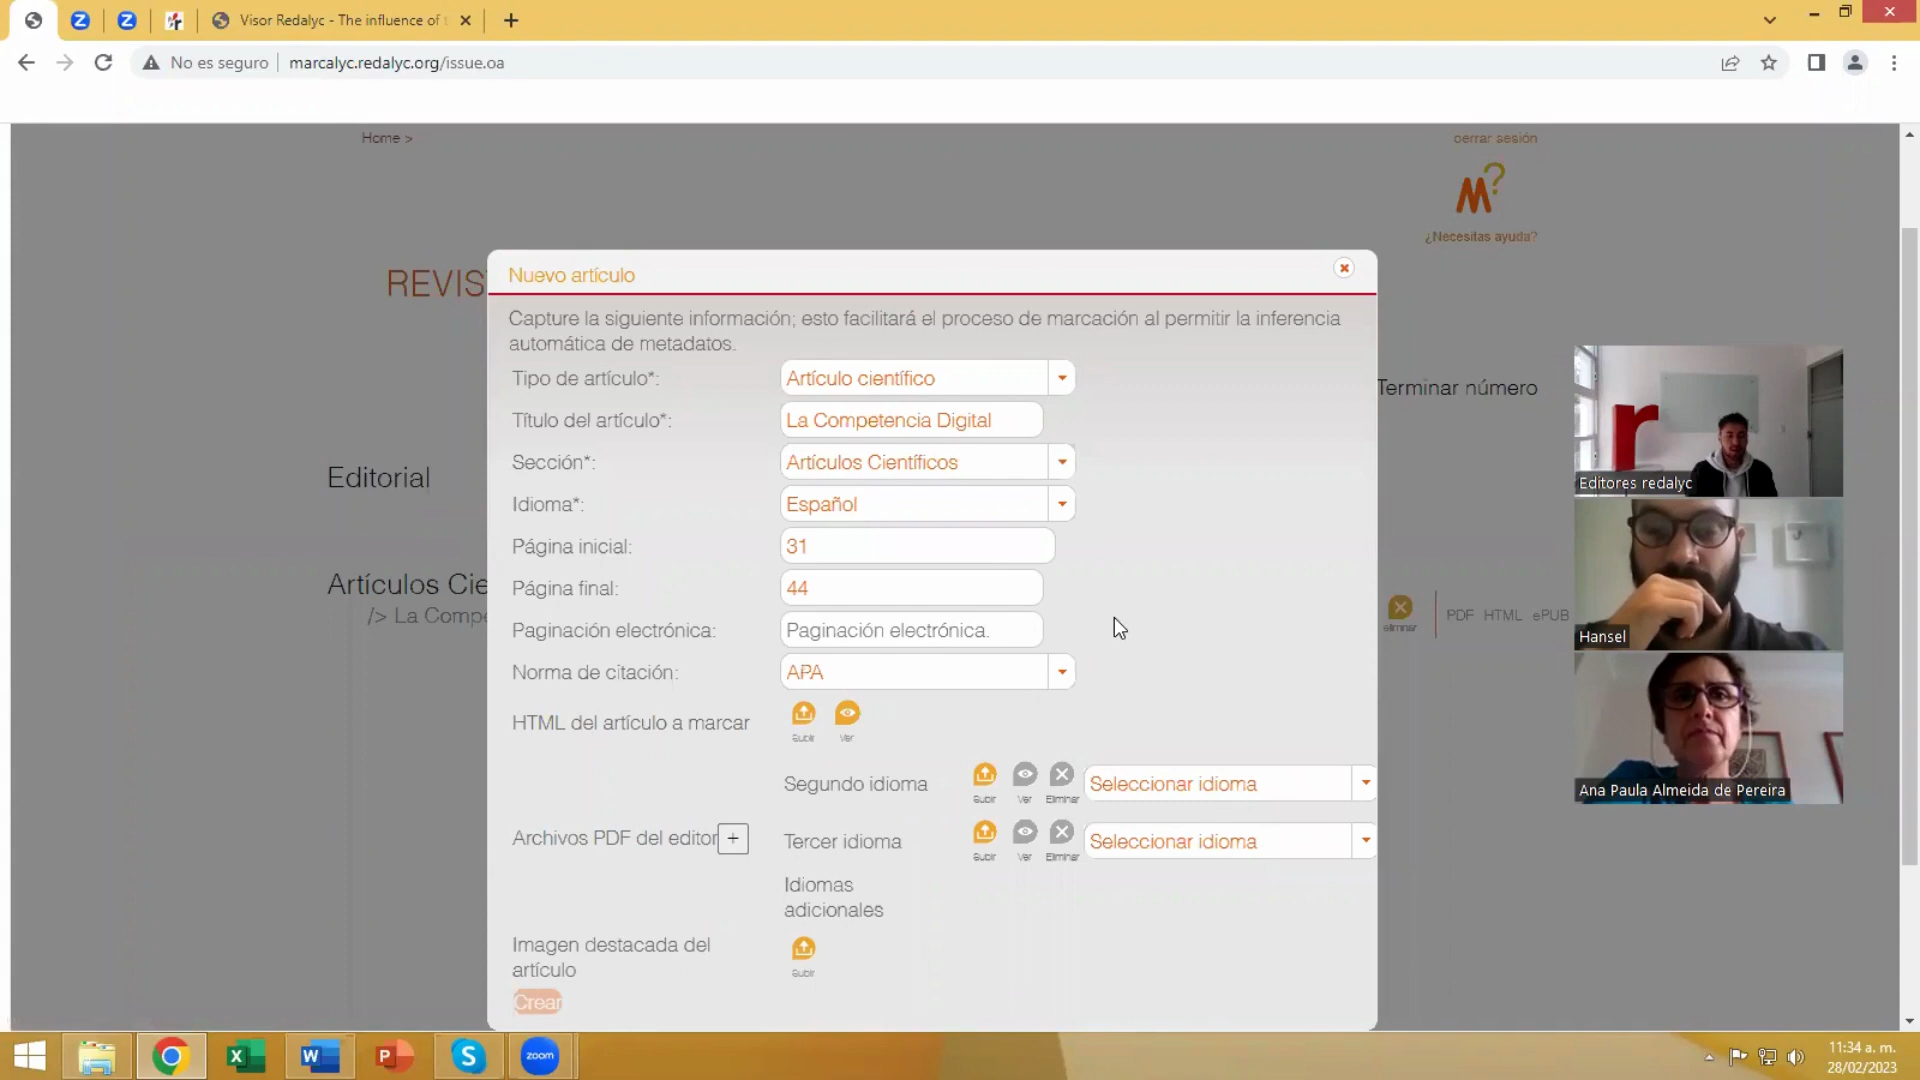 Visor Redalyc - The influence of t
No es seguro
marcalyc.redalyc.org/issue.oa
Home >
cerrar sesión
M?
¿Necesitas ayuda?
REVIS
Nuevo artículo
Capture la siguiente información; esto facilitará el proceso de marcación al permitir la inferencia
automática de metadatos.
Tipo de artículo*:
Artículo científico
Terminar número
Título del artículo*:
La Competencia Digital
Sección*:
Artículos Científicos
Editorial
Editores redalyc
Idioma*:
Español
Página inicial:
31
Página final:
44
Artículos Cie
/> La Compe
eliminar
PDF HTML ePUB
Paginación electrónica:
Paginación electrónica.
Hansel
Norma de citación:
APA
HTML del artículo a marcar
Subir
Ver
Segundo idioma
Subir
Ver
Eliminar
Seleccionar idioma
Ana Paula Almeida de Pereira
Archivos PDF del editor
+
Tercer idioma
Subir
Ver
Eliminar
Seleccionar idioma
Idiomas
adicionales
Imagen destacada del
artículo
Subir
Crear
zoom
11:34 a. m.
28/02/2023